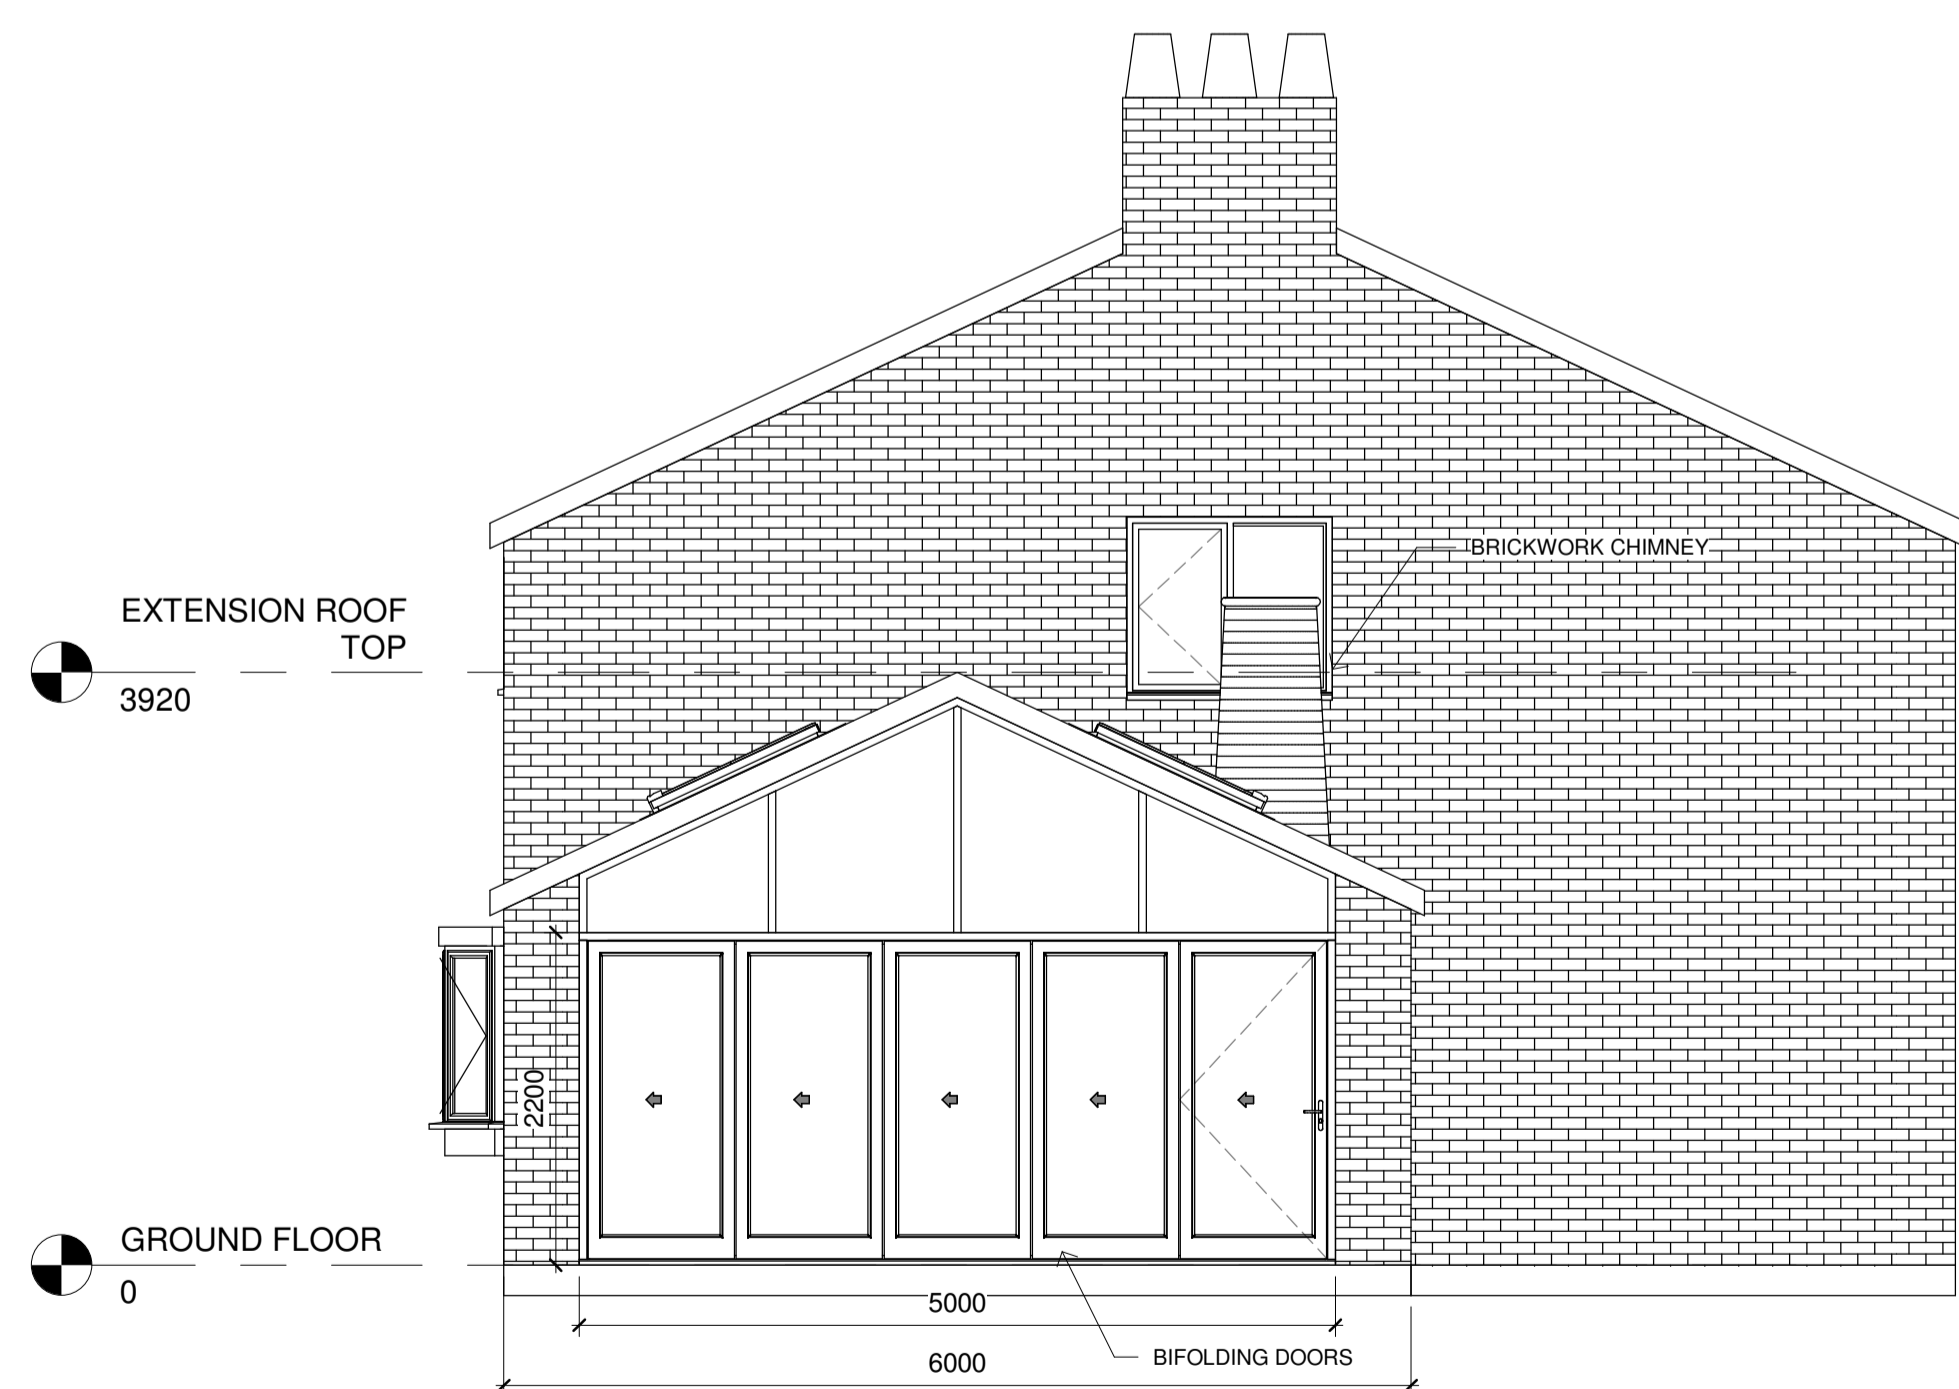 BRICKWORK CHIMNEY
EXTENSION ROOF
TOP
3920
2200
GROUND FLOOR
0
5000
BIFOLDING DOORS
6000